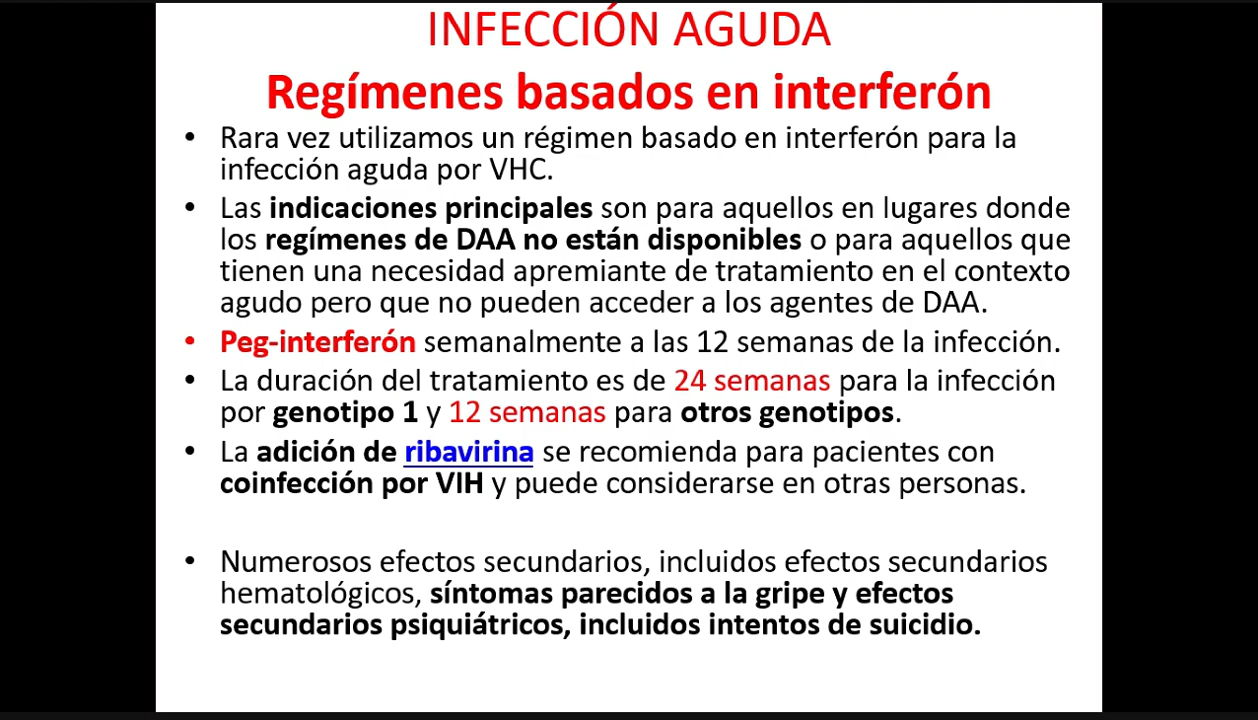 INFECCIÓN AGUDA
Regímenes basados en interferón
• Rara vez utilizamos un régimen basado en interferón para la
infección aguda por VHC.
• Las indicaciones principales son para aquellos en lugares donde
los regímenes de DAA no están disponibles o para aquellos que
tienen una necesidad apremiante de tratamiento en el contexto
agudo pero que no pueden acceder a los agentes de DAA.
• Peg-interferón semanalmente a las 12 semanas de la infección.
• La duración del tratamiento es de 24 semanas para la infección
por genotipo 1 y 12 semanas para otros genotipos.
• La adición de ribavirina se recomienda para pacientes con
coinfección por VIH y puede considerarse en otras personas.
• Numerosos efectos secundarios, incluidos efectos secundarios
hematológicos, síntomas parecidos a la gripe y efectos
secundarios psiquiátricos, incluidos intentos de suicidio.